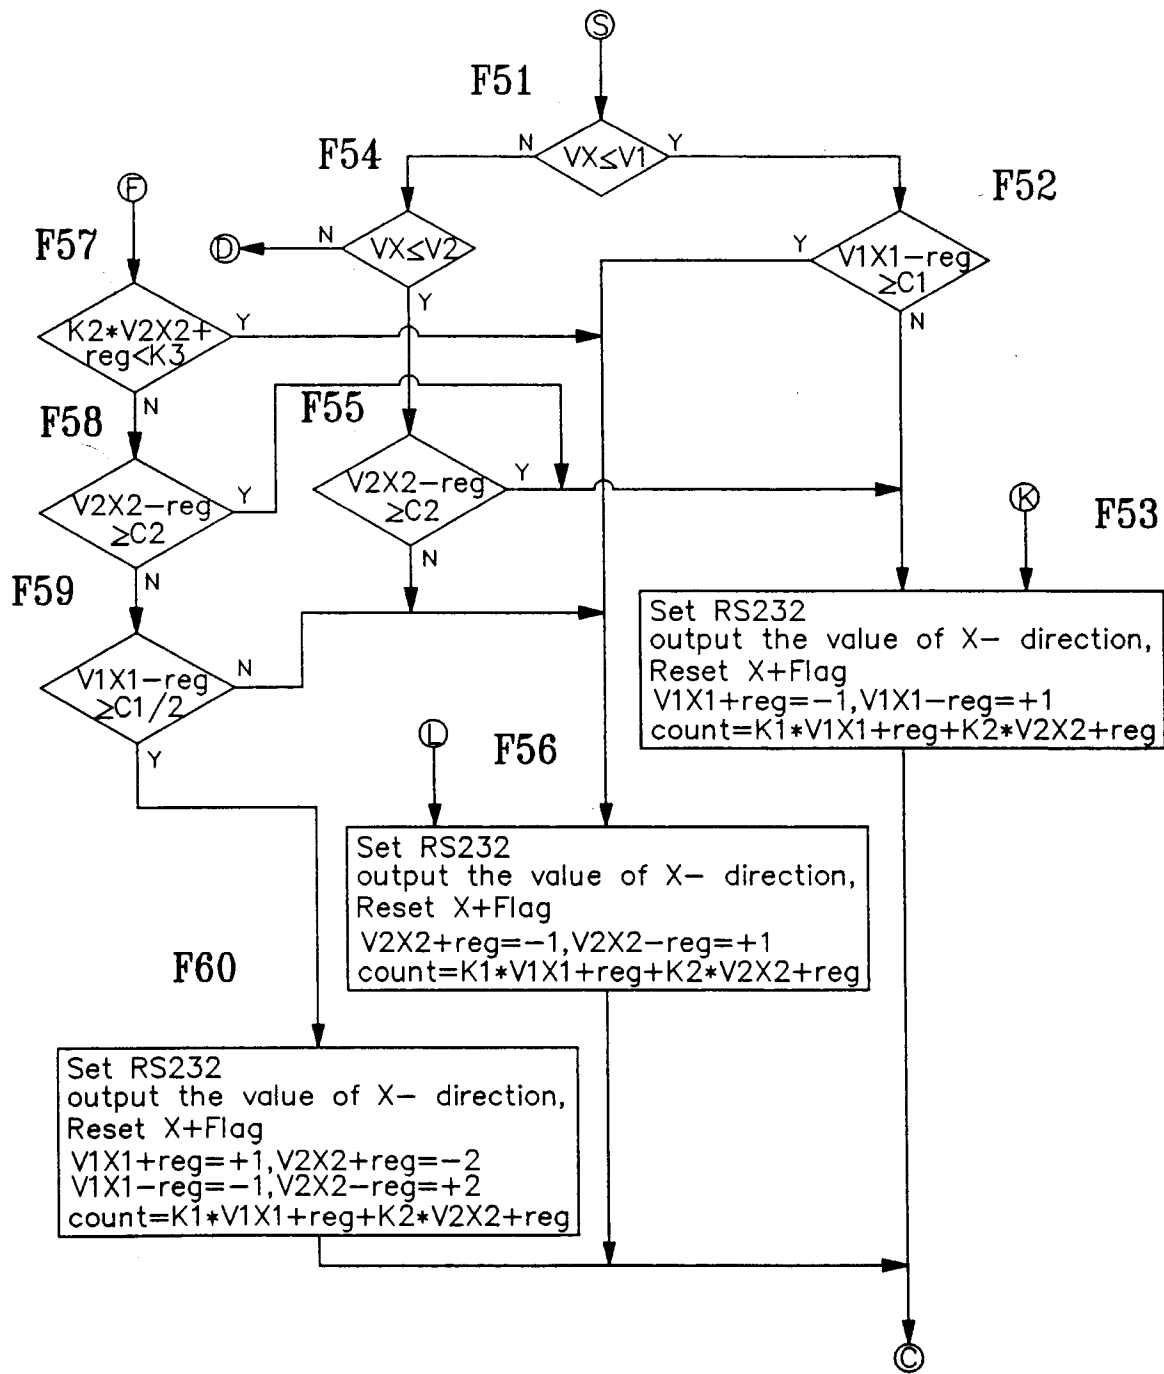 S
F51
N
VX≤V1
Y
F54
F52
F
F57
D
N
VX≤V2
Y
Y
V1X1-reg
≥C1
N
K2*V2X2+
reg<K3
Y
N
F58
F55
V2X2-reg
≥C2
Y
N
V2X2-reg
≥C2
Y
N
K
F53
F59
V1X1-reg
≥C1/2
N
Y
Set RS232
output the value of X- direction,
Reset X+Flag
V1X1+reg=-1,V1X1-reg=+1
count=K1*V1X1+reg+K2*V2X2+reg
L
F56
Set RS232
output the value of X- direction,
Reset X+Flag
V2X2+reg=-1,V2X2-reg=+1
count=K1*V1X1+reg+K2*V2X2+reg
F60
Set RS232
output the value of X- direction,
Reset X+Flag
V1X1+reg=+1,V2X2+reg=-2
V1X1-reg=-1,V2X2-reg=+2
count=K1*V1X1+reg+K2*V2X2+reg
C